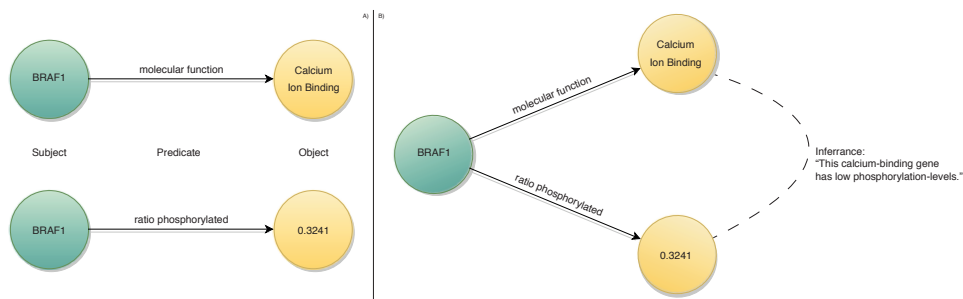 A)
BRAF1
molecular function
Calcium
Ion Binding
Subject
Predicate
Object
BRAF1
ratio phosphorylated
0.3241
B)
Calcium
Ion Binding
molecular function
BRAF1
ratio phosphorylated
0.3241
Inferrance:
“This calcium-binding gene
has low phosphorylation-levels.”